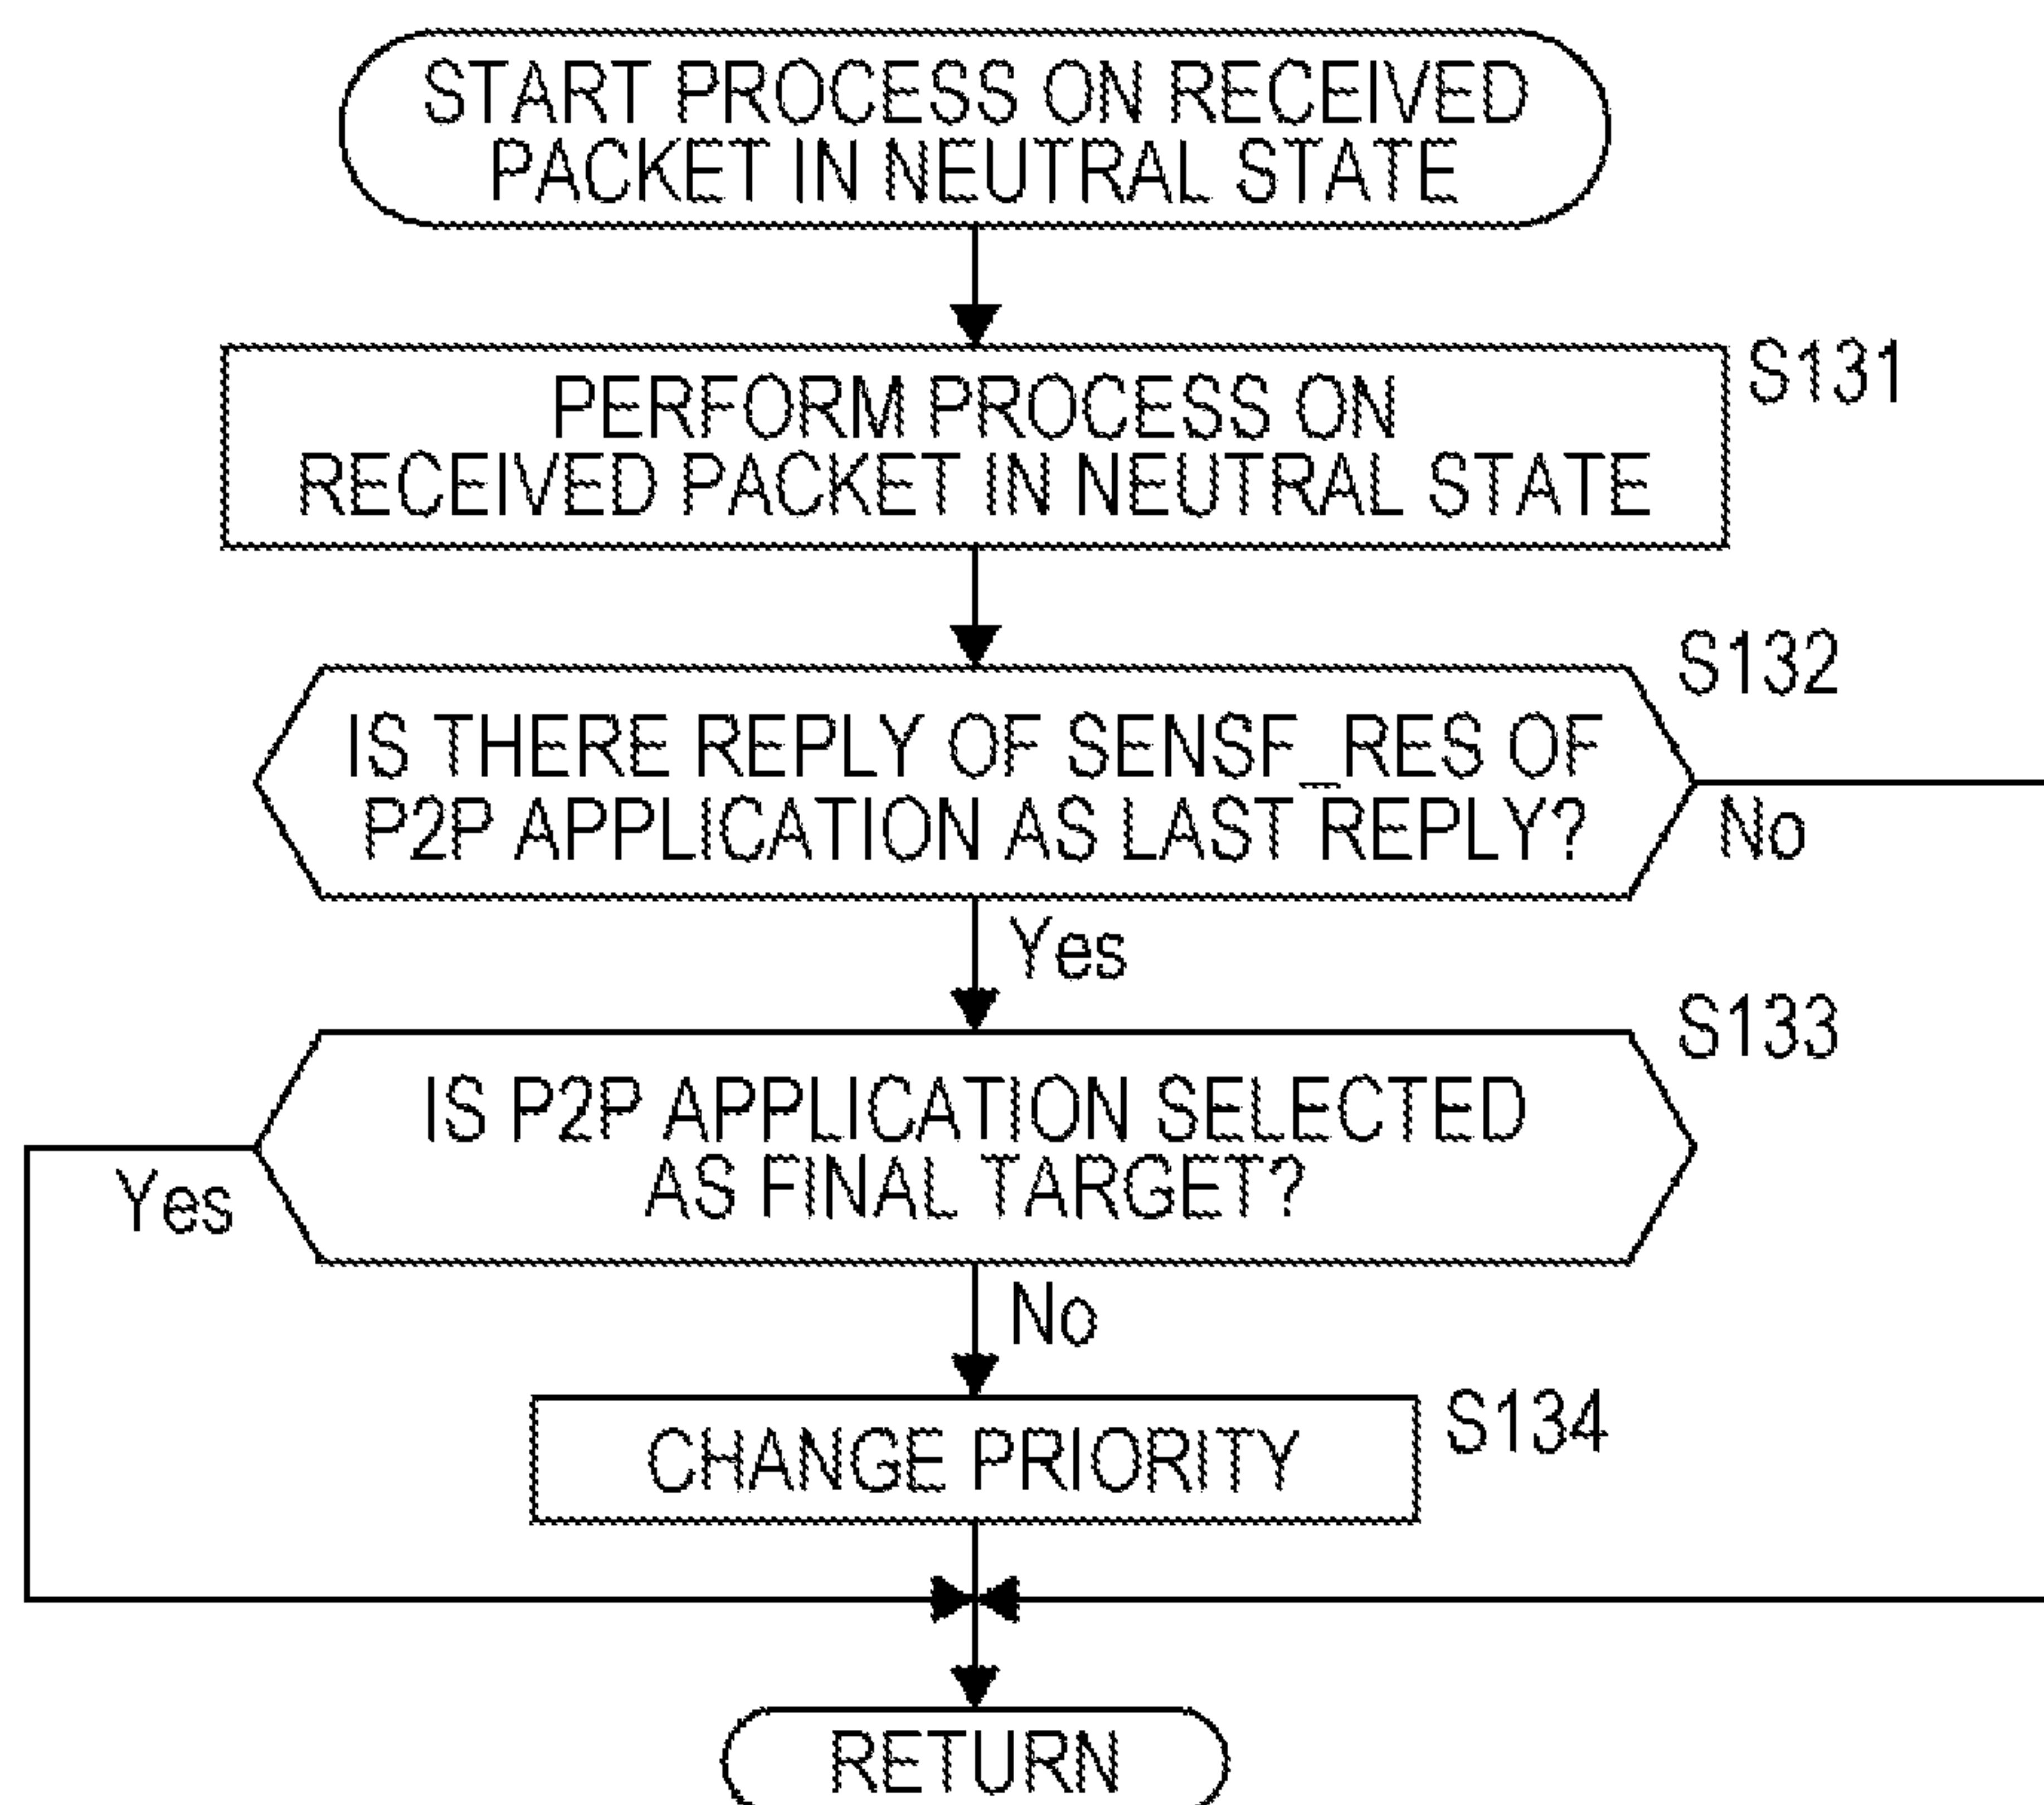 START PROCESS ON RECEIVED
PACKET IN NEUTRAL STATE
S131
PERFORM PROCESS ON
RECEIVED PACKET IN NEUTRAL STATE
S132
IS THERE REPLY OF SENSF_RES OF
P2P APPLICATION AS LAST REPLY?
No
Yes
S133
IS P2P APPLICATION SELECTED
AS FINAL TARGET?
Yes
No
S134
CHANGE PRIORITY
RETURN